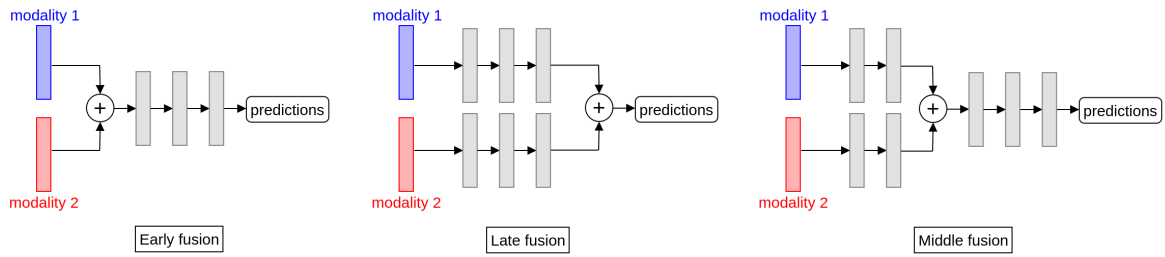 modality 1
+
predictions
modality 2
Early fusion
modality 1
+
predictions
modality 2
Late fusion
modality 1
+
predictions
modality 2
Middle fusion